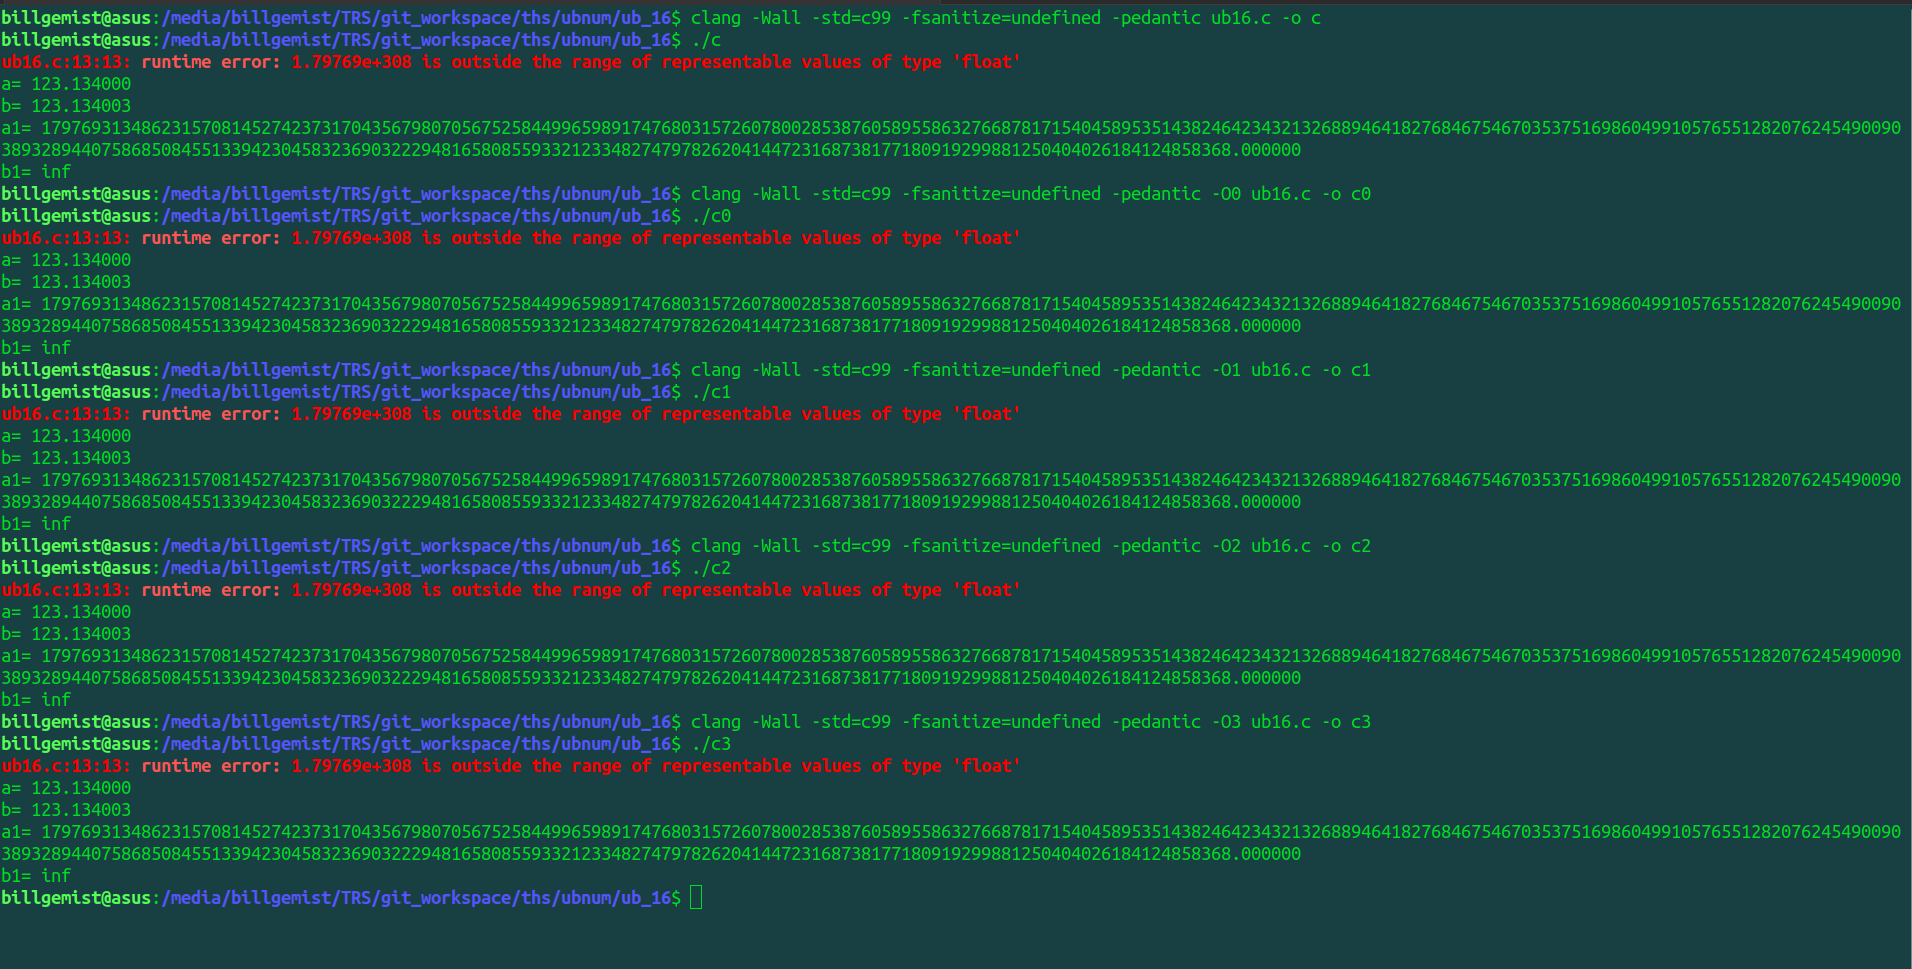 billgemist@asus:/media/billgemist/TRS/git_workspace/ths/ubnum/ub_16$ clang -Wall -std=c99 -fsanitize=undefined -pedantic ub16.c -o c
billgemist@asus:/media/billgemist/TRS/git_workspace/ths/ubnum/ub_16$ ./c
ub16.c:13:13: runtime error: 1.79769e+308 is outside the range of representable values of type 'float'
a= 123.134000
b= 123.134003
a1= 179769313486231570814527423731704356798070567525844996598917476803157260780028538760589558632766878171540458953514382464234321326889464182768467546703537516986049910576551282076245490090
38932894407586850845513394230458323690322294816580855933212334774797826204144723168738177180919299881250404026184124858368.000000
b1= inf
billgemist@asus:/media/billgemist/TRS/git_workspace/ths/ubnum/ub_16$ clang -Wall -std=c99 -fsanitize=undefined -pedantic -O0 ub16.c -o c0
billgemist@asus:/media/billgemist/TRS/git_workspace/ths/ubnum/ub_16$ ./c0
ub16.c:13:13: runtime error: 1.79769e+308 is outside the range of representable values of type 'float'
a= 123.134000
b= 123.134003
a1= 179769313486231570814527423731704356798070567525844996598917476803157260780028538760589558632766878171540458953514382464234321326889464182768467546703537516986049910576551282076245490090
38932894407586850845513394230458323690322294816580855933212334774797826204144723168738177180919299881250404026184124858368.000000
b1= inf
billgemist@asus:/media/billgemist/TRS/git_workspace/ths/ubnum/ub_16$ clang -Wall -std=c99 -fsanitize=undefined -pedantic -O1 ub16.c -o c1
billgemist@asus:/media/billgemist/TRS/git_workspace/ths/ubnum/ub_16$ ./c1
ub16.c:13:13: runtime error: 1.79769e+308 is outside the range of representable values of type 'float'
a= 123.134000
b= 123.134003
a1= 179769313486231570814527423731704356798070567525844996598917476803157260780028538760589558632766878171540458953514382464234321326889464182768467546703537516986049910576551282076245490090
38932894407586850845513394230458323690322294816580855933212334774797826204144723168738177180919299881250404026184124858368.000000
b1= inf
billgemist@asus:/media/billgemist/TRS/git_workspace/ths/ubnum/ub_16$ clang -Wall -std=c99 -fsanitize=undefined -pedantic -O2 ub16.c -o c2
billgemist@asus:/media/billgemist/TRS/git_workspace/ths/ubnum/ub_16$ ./c2
ub16.c:13:13: runtime error: 1.79769e+308 is outside the range of representable values of type 'float'
a= 123.134000
b= 123.134003
a1= 179769313486231570814527423731704356798070567525844996598917476803157260780028538760589558632766878171540458953514382464234321326889464182768467546703537516986049910576551282076245490090
38932894407586850845513394230458323690322294816580855933212334774797826204144723168738177180919299881250404026184124858368.000000
b1= inf
billgemist@asus:/media/billgemist/TRS/git_workspace/ths/ubnum/ub_16$ clang -Wall -std=c99 -fsanitize=undefined -pedantic -O3 ub16.c -o c3
billgemist@asus:/media/billgemist/TRS/git_workspace/ths/ubnum/ub_16$ ./c3
ub16.c:13:13: runtime error: 1.79769e+308 is outside the range of representable values of type 'float'
a= 123.134000
b= 123.134003
a1= 179769313486231570814527423731704356798070567525844996598917476803157260780028538760589558632766878171540458953514382464234321326889464182768467546703537516986049910576551282076245490090
38932894407586850845513394230458323690322294816580855933212334774797826204144723168738177180919299881250404026184124858368.000000
b1= inf
billgemist@asus:/media/billgemist/TRS/git_workspace/ths/ubnum/ub_16$